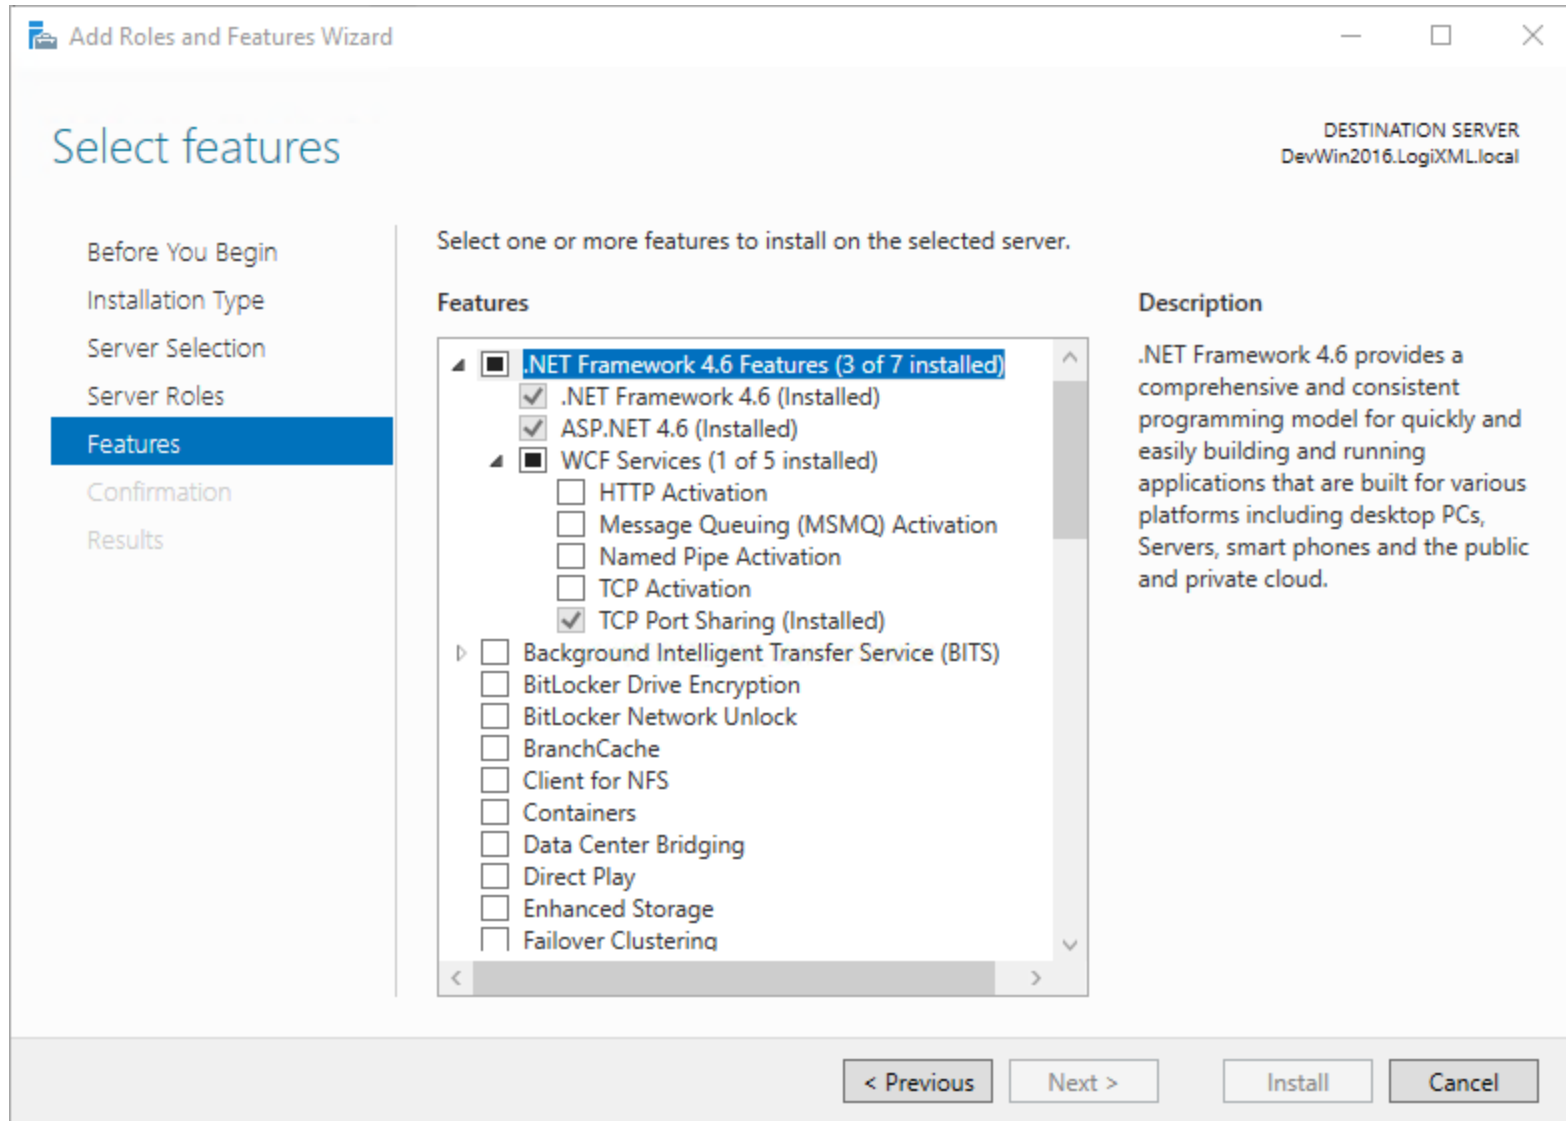 Add Roles and Features Wizard
Select features
DESTINATION SERVER
DevWin2016.LogiXML.local
Before You Begin
Installation Type
Server Selection
Server Roles
Features
Confirmation
Results
Select one or more features to install on the selected server.
Features
.NET Framework 4.6 Features (3 of 7 installed)
.NET Framework 4.6 (Installed)
ASP.NET 4.6 (Installed)
WCF Services (1 of 5 installed)
HTTP Activation
Message Queuing (MSMQ) Activation
Named Pipe Activation
TCP Activation
TCP Port Sharing (Installed)
Background Intelligent Transfer Service (BITS)
BitLocker Drive Encryption
BitLocker Network Unlock
BranchCache
Client for NFS
Containers
Data Center Bridging
Direct Play
Enhanced Storage
Failover Clustering
Description
.NET Framework 4.6 provides a
comprehensive and consistent
programming model for quickly and
easily building and running
applications that are built for various
platforms including desktop PCs,
Servers, smart phones and the public
and private cloud.
< Previous
Next >
Install
Cancel